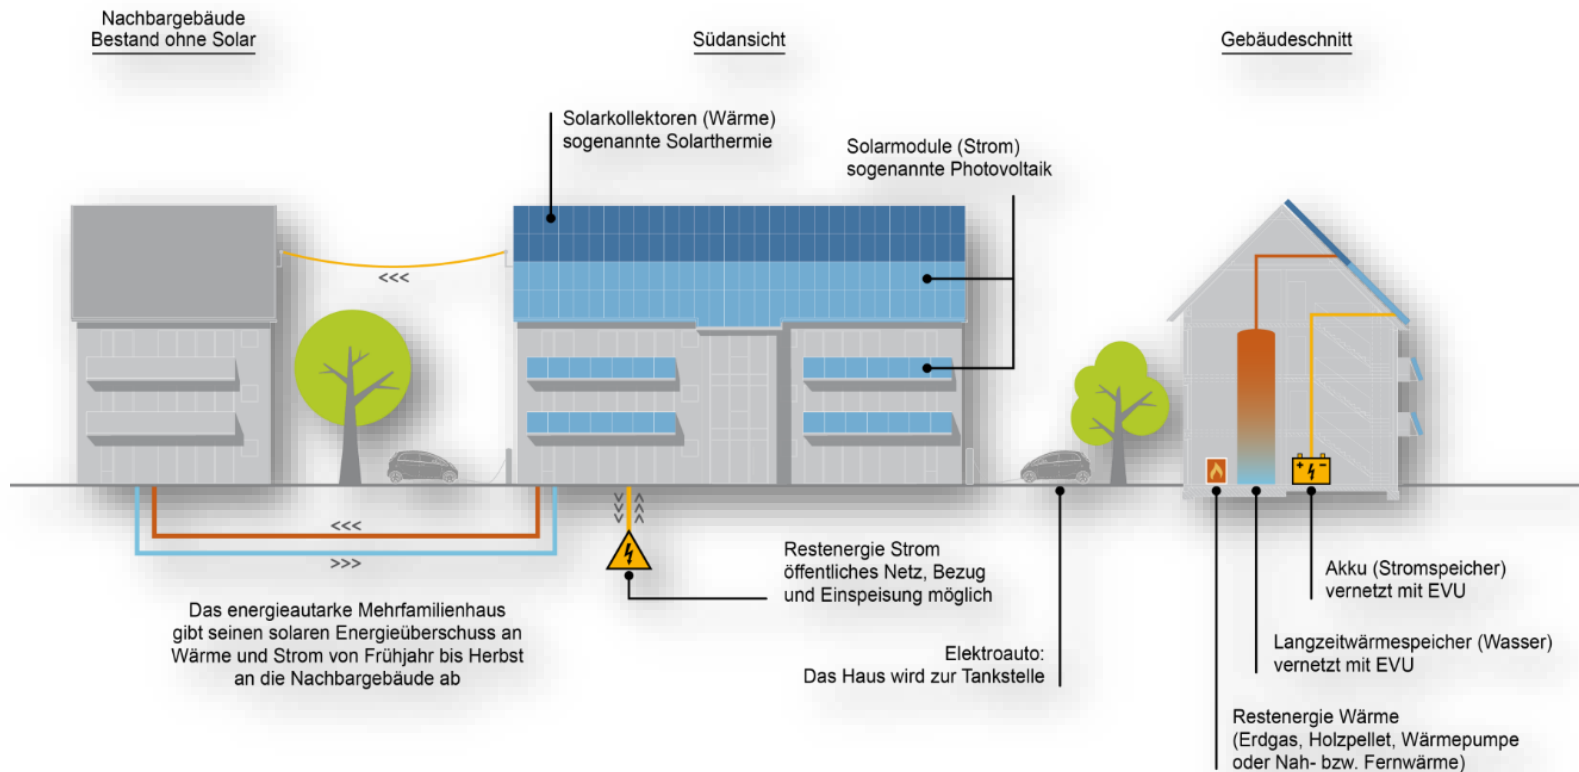 Nachbargebäude
Bestand ohne Solar
Südansicht
Gebäudeschnitt
Solarkollektoren (Wärme)
sogenannte Solarthermie
Solarmodule (Strom)
sogenannte Photovoltaik
<<<
<<<
>>>
Das energieautarke Mehrfamilienhaus
gibt seinen solaren Energieüberschuss an
Wärme und Strom von Frühjahr bis Herbst
an die Nachbargebäude ab
Restenergie Strom
öffentliches Netz, Bezug
und Einspeisung möglich
Elektroauto:
Das Haus wird zur Tankstelle
+ -
Akku (Stromspeicher)
vernetzt mit EVU
Langzeitwärmespeicher (Wasser)
vernetzt mit EVU
Restenergie Wärme
(Erdgas, Holzpellet, Wärmepumpe
oder Nah- bzw. Fernwärme)